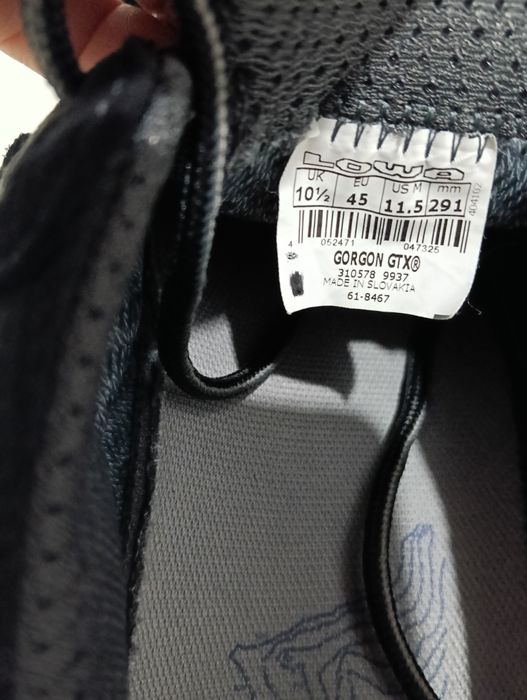 LOWA
UK EU US M mm
10½ 45 11.5 291
404102
4 052471 047325
GORGON GTX®
310578 9937
MADE IN SLOVAKIA
61-8467